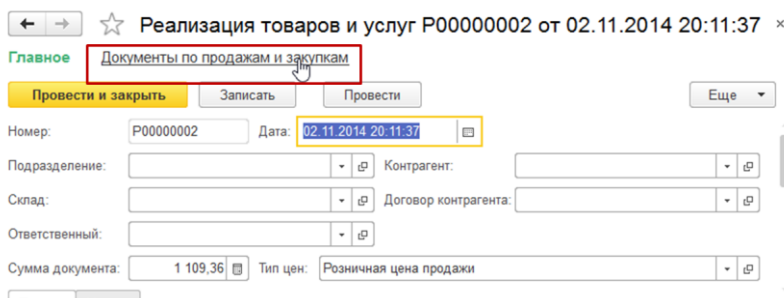 Реализация товаров и услуг Р00000002 от 02.11.2014 20:11:37
Главное Документы по продажам и закупкам
Провести и закрыть Записать Провести Еще
Номер: Р00000002 Дата: 02.11.2014 20:11:37
Подразделение: Контрагент:
Склад: Договор контрагента:
Ответственный:
Сумма документа: 1 109,36 Тип цен: Розничная цена продажи